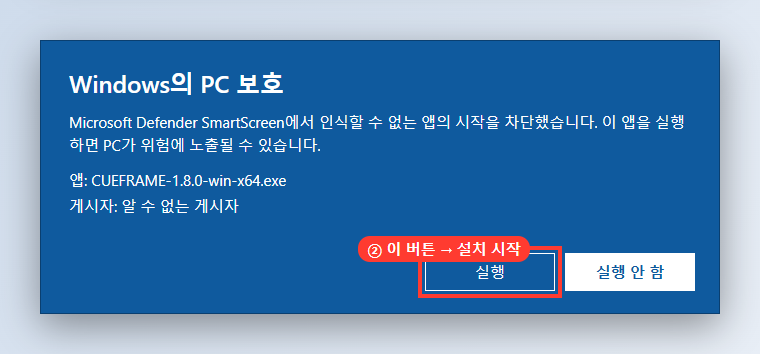 Windows의 PC 보호
Microsoft Defender SmartScreen에서 인식할 수 없는 앱의 시작을 차단했습니다. 이 앱을 실행
하면 PC가 위험에 노출될 수 있습니다.
앱: CUEFRAME-1.8.0-win-x64.exe
게시자: 알 수 없는 게시자
② 이 버튼 → 설치 시작
실행
실행 안 함